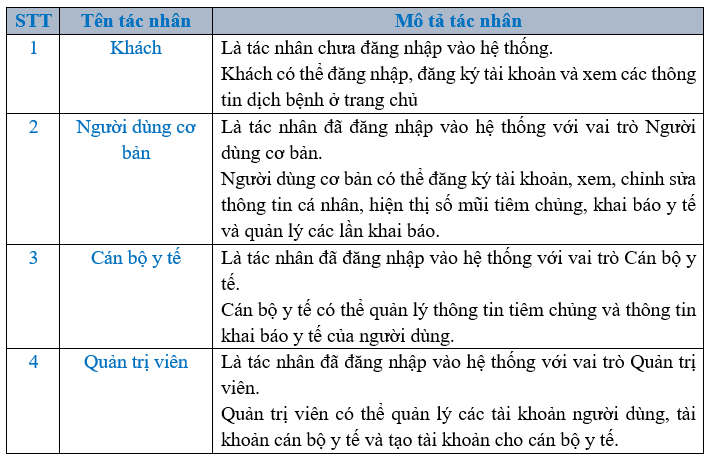 STT Tên tác nhân Mô tả tác nhân
1 Khách Là tác nhân chưa đăng nhập vào hệ thống.
Khách có thể đăng nhập, đăng ký tài khoản và xem các thông
tin dịch bệnh ở trang chủ
2 Người dùng cơ Là tác nhân đã đăng nhập vào hệ thống với vai trò Người
bản dùng cơ bản.
Người dùng cơ bản có thể đăng ký tài khoản, xem, chỉnh sửa
thông tin cá nhân, hiện thị số mũi tiêm chủng, khai báo y tế
và quản lý các lần khai báo.
3 Cán bộ y tế Là tác nhân đã đăng nhập vào hệ thống với vai trò Cán bộ y
tế.
Cán bộ y tế có thể quản lý thông tin tiêm chủng và thông tin
khai báo y tế của người dùng.
4 Quản trị viên Là tác nhân đã đăng nhập vào hệ thống với vai trò Quản trị
viên.
Quản trị viên có thể quản lý các tài khoản người dùng, tài
khoản cán bộ y tế và tạo tài khoản cho cán bộ y tế.